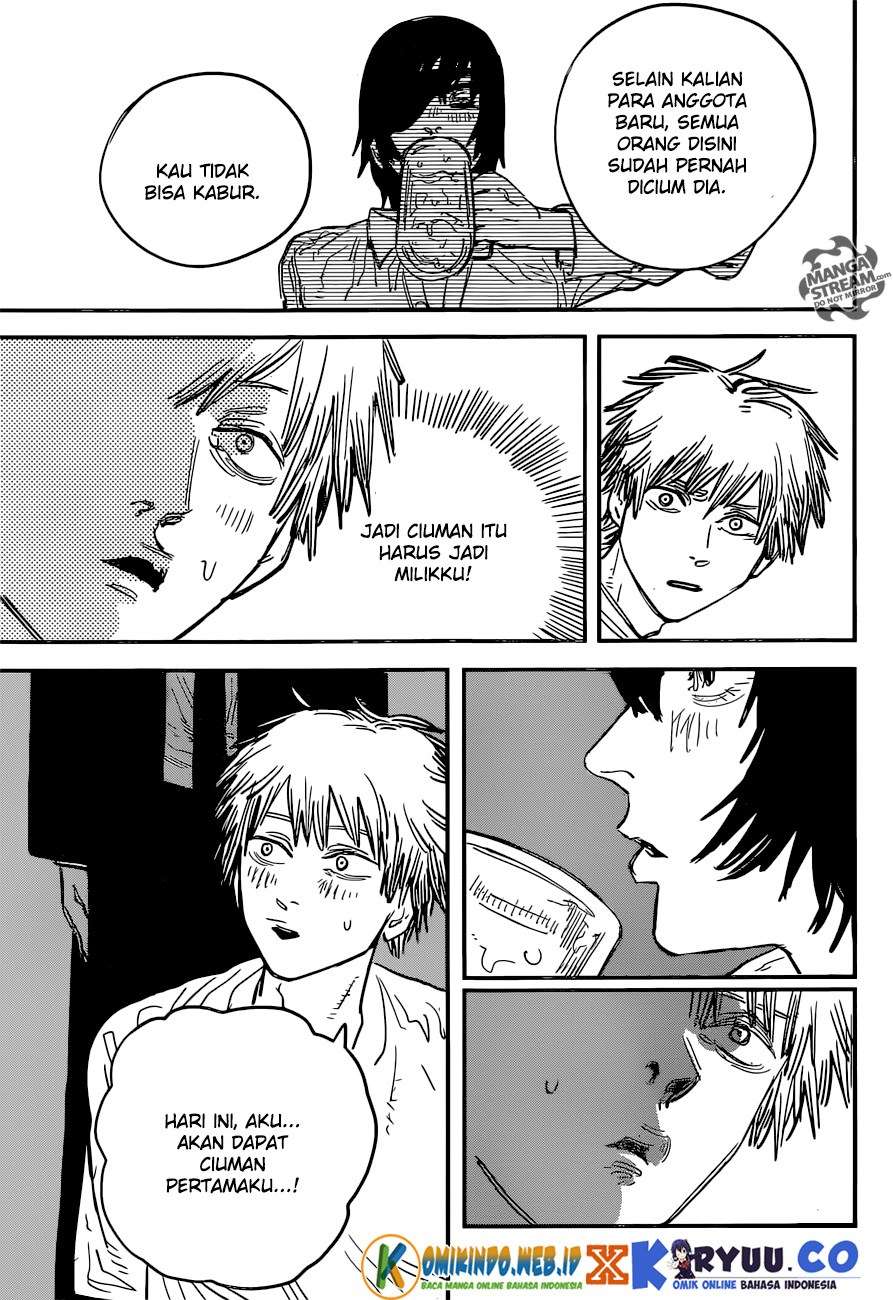 SELAIN KALIAN
PARA ANGGOTA
BARU, SEMUA
ORANG DISINI
SUDAH PERNAH
DICIUM DIA.
KAU TIDAK
BISA KABUR.
MANGA
STREAM.com
DO NOT MIRROR
JADI CIUMAN ITU
HARUS JADI
MILIKKU!
HARI INI, AKU...
AKAN DAPAT
CIUMAN
PERTAMAKU...!
KOMIKINDO.WEB.ID X KIRYUU.CO
BACA MANGA ONLINE BAHASA INDONESIA
OMIK ONLINE BAHASA INDONESIA